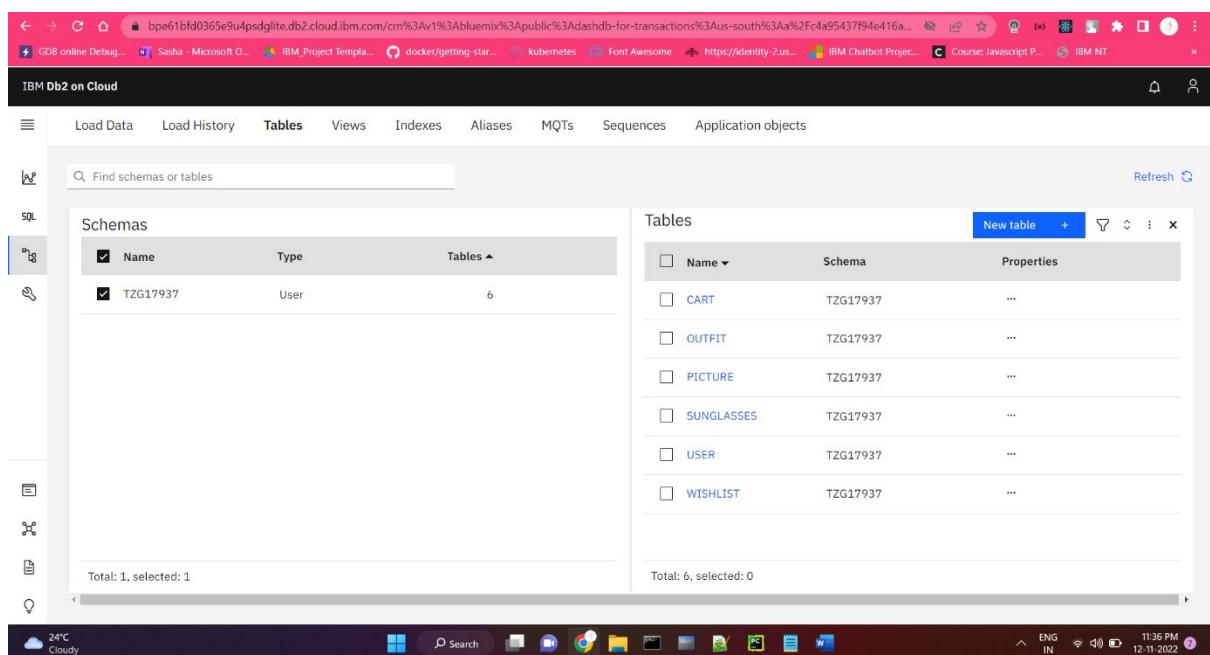 bpe61bfd0365e9u4psdglite.db2.cloud.ibm.com/crn%3Av1%3Abluemix%3Apublic%3Adashdb-for-transactions%3Aus-south%3Aa%2Fc4a95437f94e416a...
GDB online Debug... Sasha - Microsoft O... IBM_Project Templa... docker/getting-star... kubernetes Font Awesome https://identity-2.us... IBM Chatbot Projec... Course: Javascript P... IBM NT »
IBM Db2 on Cloud
Load Data Load History Tables Views Indexes Aliases MQTs Sequences Application objects
Find schemas or tables Refresh
SQL
Schemas
Name Type Tables
TZG17937 User 6
Total: 1, selected: 1
Tables New table +
Name Schema Properties
CART TZG17937 ...
OUTFIT TZG17937 ...
PICTURE TZG17937 ...
SUNGLASSES TZG17937 ...
USER TZG17937 ...
WISHLIST TZG17937 ...
Total: 6, selected: 0
24°C
Cloudy
Search
ENG
IN
11:36 PM
12-11-2022
7